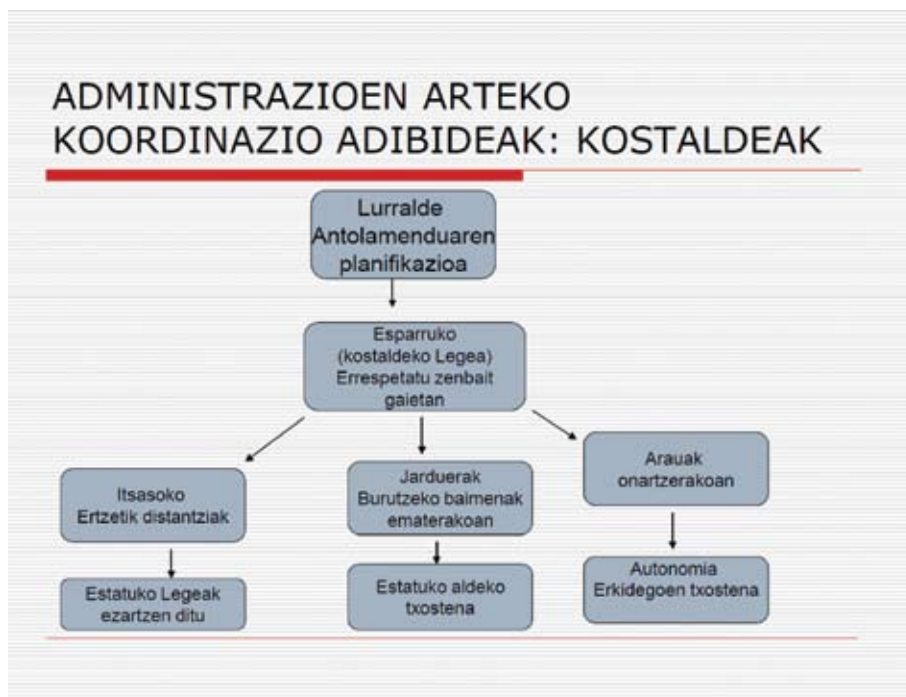 ADMINISTRAZIOEN ARTEKO
KOORDINAZIO ADIBIDEAK: KOSTALDEAK
Lurralde
Antolamenduaren
planifikazioa
Esparruko
(kostaldeko Legea)
Errespetatu zenbait
gaietan
Itsasoko
Ertzetik distantziak
Estatuko Legeak
ezartzen ditu
Jarduerak
Burutzeko baimenak
ematerakoan
Estatuko aldeko
txostena
Arauak
onartzerakoan
Autonomia
Erkidegoen txostena